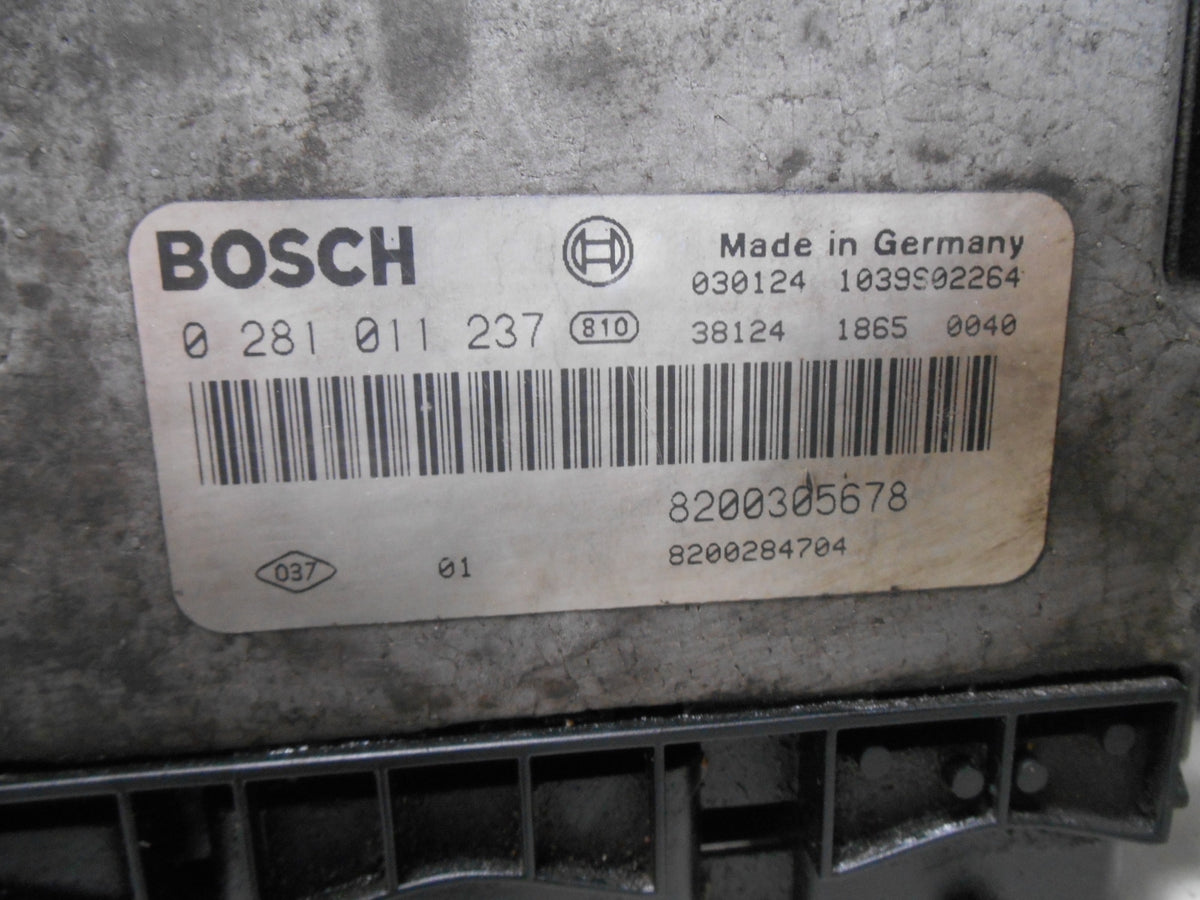 BOSCH
Made in Germany
030124 1039S02264
0 281 011 237 810 38124 1865 0040
8200305678
037 01 8200284704